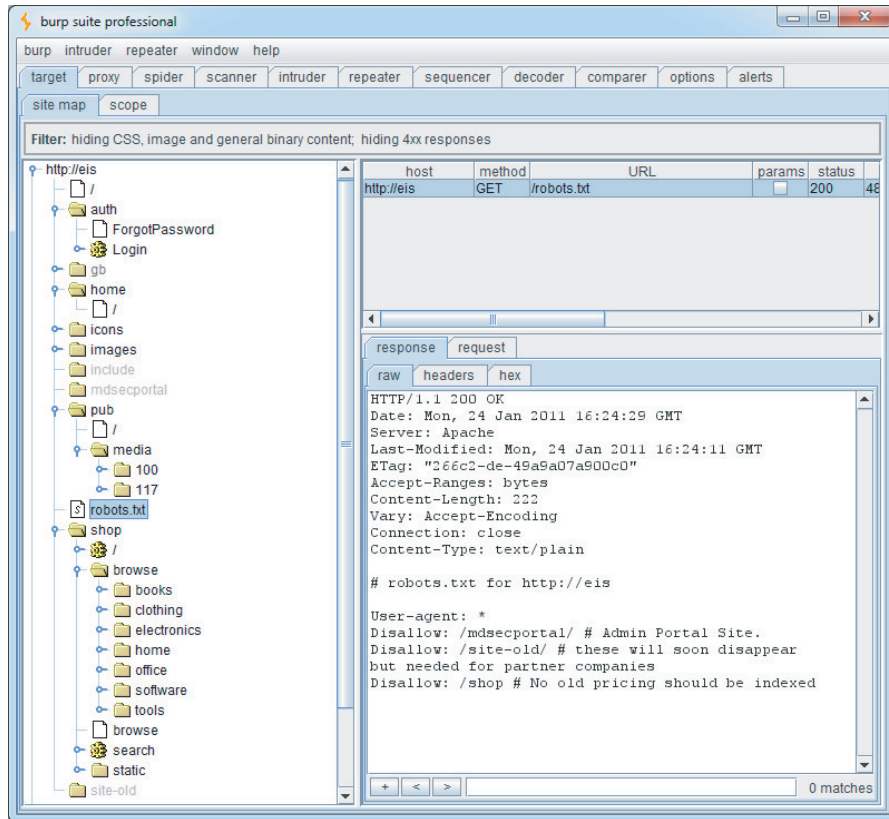 burp suite professional
burp intruder repeater window help
target proxy spider scanner intruder repeater sequencer decoder comparer options alerts
site map scope
Filter: hiding CSS, image and general binary content; hiding 4xx responses
http://eis
/
auth
ForgotPassword
Login
gb
home
/
icons
images
include
mdsecportal
pub
/
media
100
117
robots.txt
shop
/
browse
books
clothing
electronics
home
office
software
tools
browse
search
static
site-old
host method URL params status
http://eis GET /robots.txt 200 48
response request
raw headers hex
HTTP/1.1 200 OK
Date: Mon, 24 Jan 2011 16:24:29 GMT
Server: Apache
Last-Modified: Mon, 24 Jan 2011 16:24:11 GMT
ETag: "266c2-de-49a9a07a900c0"
Accept-Ranges: bytes
Content-Length: 222
Vary: Accept-Encoding
Connection: close
Content-Type: text/plain
# robots.txt for http://eis
User-agent: *
Disallow: /mdsecportal/ # Admin Portal Site.
Disallow: /site-old/ # these will soon disappear
but needed for partner companies
Disallow: /shop # No old pricing should be indexed
+ < > 0 matches